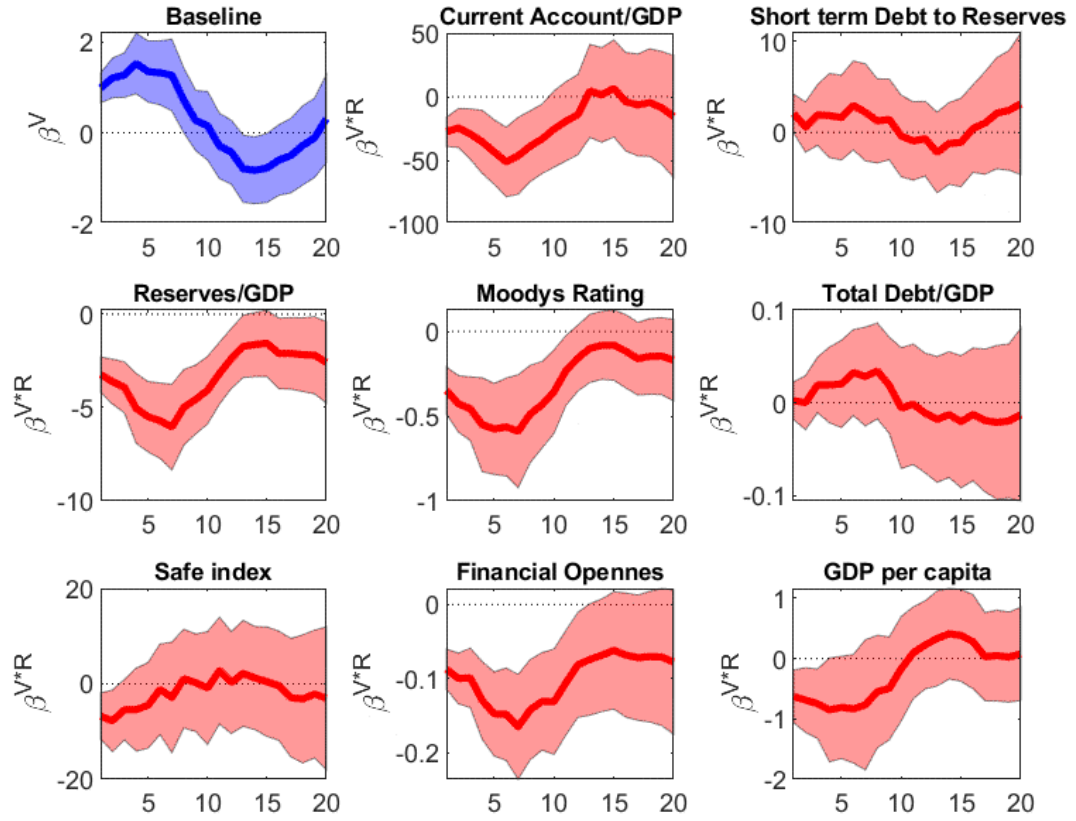 Baseline
2
0
-2
β^V
5 10 15 20
Current Account/GDP
50
0
-50
-100
β^V*R
5 10 15 20
Short term Debt to Reserves
10
0
-10
β^V*R
5 10 15 20
Reserves/GDP
0
-5
-10
β^V*R
5 10 15 20
Moodys Rating
0
-0.5
-1
β^V*R
5 10 15 20
Total Debt/GDP
0.1
0
-0.1
β^V*R
5 10 15 20
Safe index
20
0
-20
β^V*R
5 10 15 20
Financial Opennes
0
-0.1
-0.2
β^V*R
5 10 15 20
GDP per capita
1
0
-1
-2
β^V*R
5 10 15 20